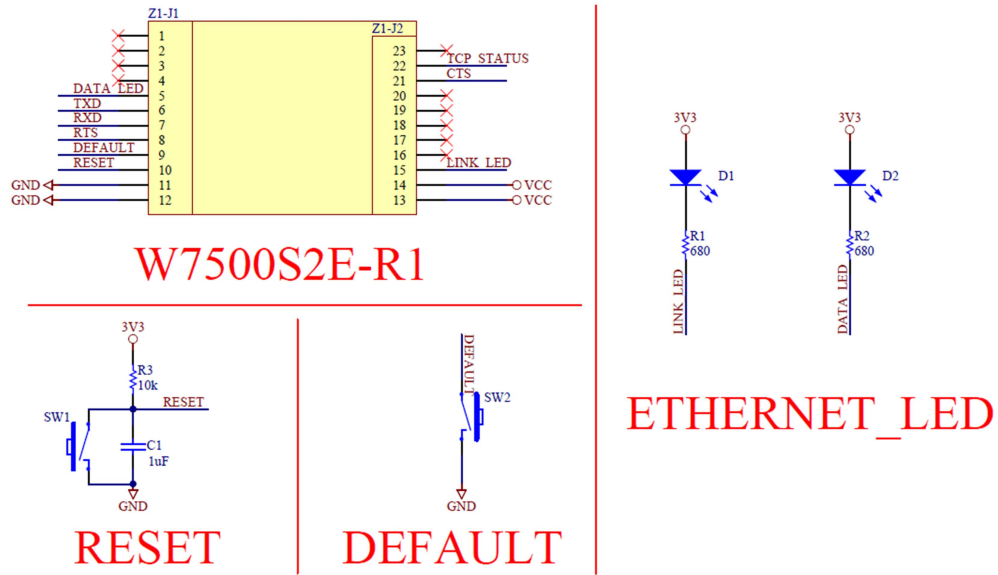 Z1-J1
Z1-J2
1
2
3
4
DATA_LED 5
TXD 6
RXD 7
RTS 8
DEFAULT 9
RESET 10
GND 11
GND 12
23
22 TCP_STATUS
21 CTS
20
19
18
17
16
15 LINK_LED
14 VCC
13 VCC
W7500S2E-R1
3V3
R3
10k
RESET
SW1
C1
1uF
GND
RESET
DEFAULT
SW2
GND
DEFAULT
3V3
D1
R1
680
LINK_LED
3V3
D2
R2
680
DATA_LED
ETHERNET_LED